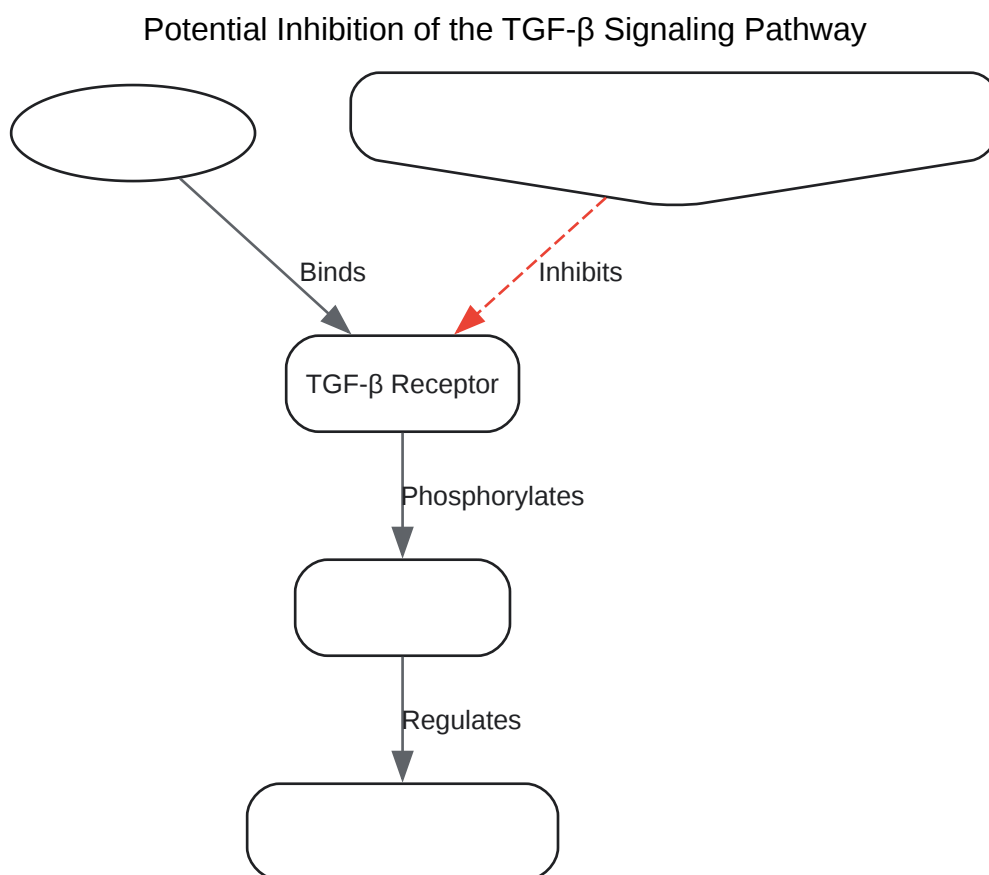 Potential Inhibition of the TGF-β Signaling Pathway
Binds
Inhibits
TGF-β Receptor
Phosphorylates
Regulates